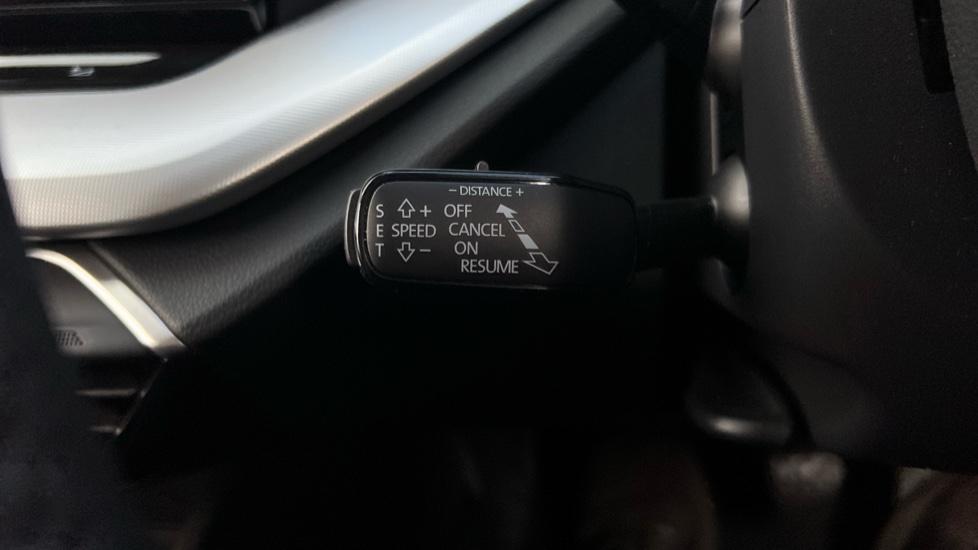 − DISTANCE +
S + OFF
E SPEED CANCEL
T − ON
RESUME